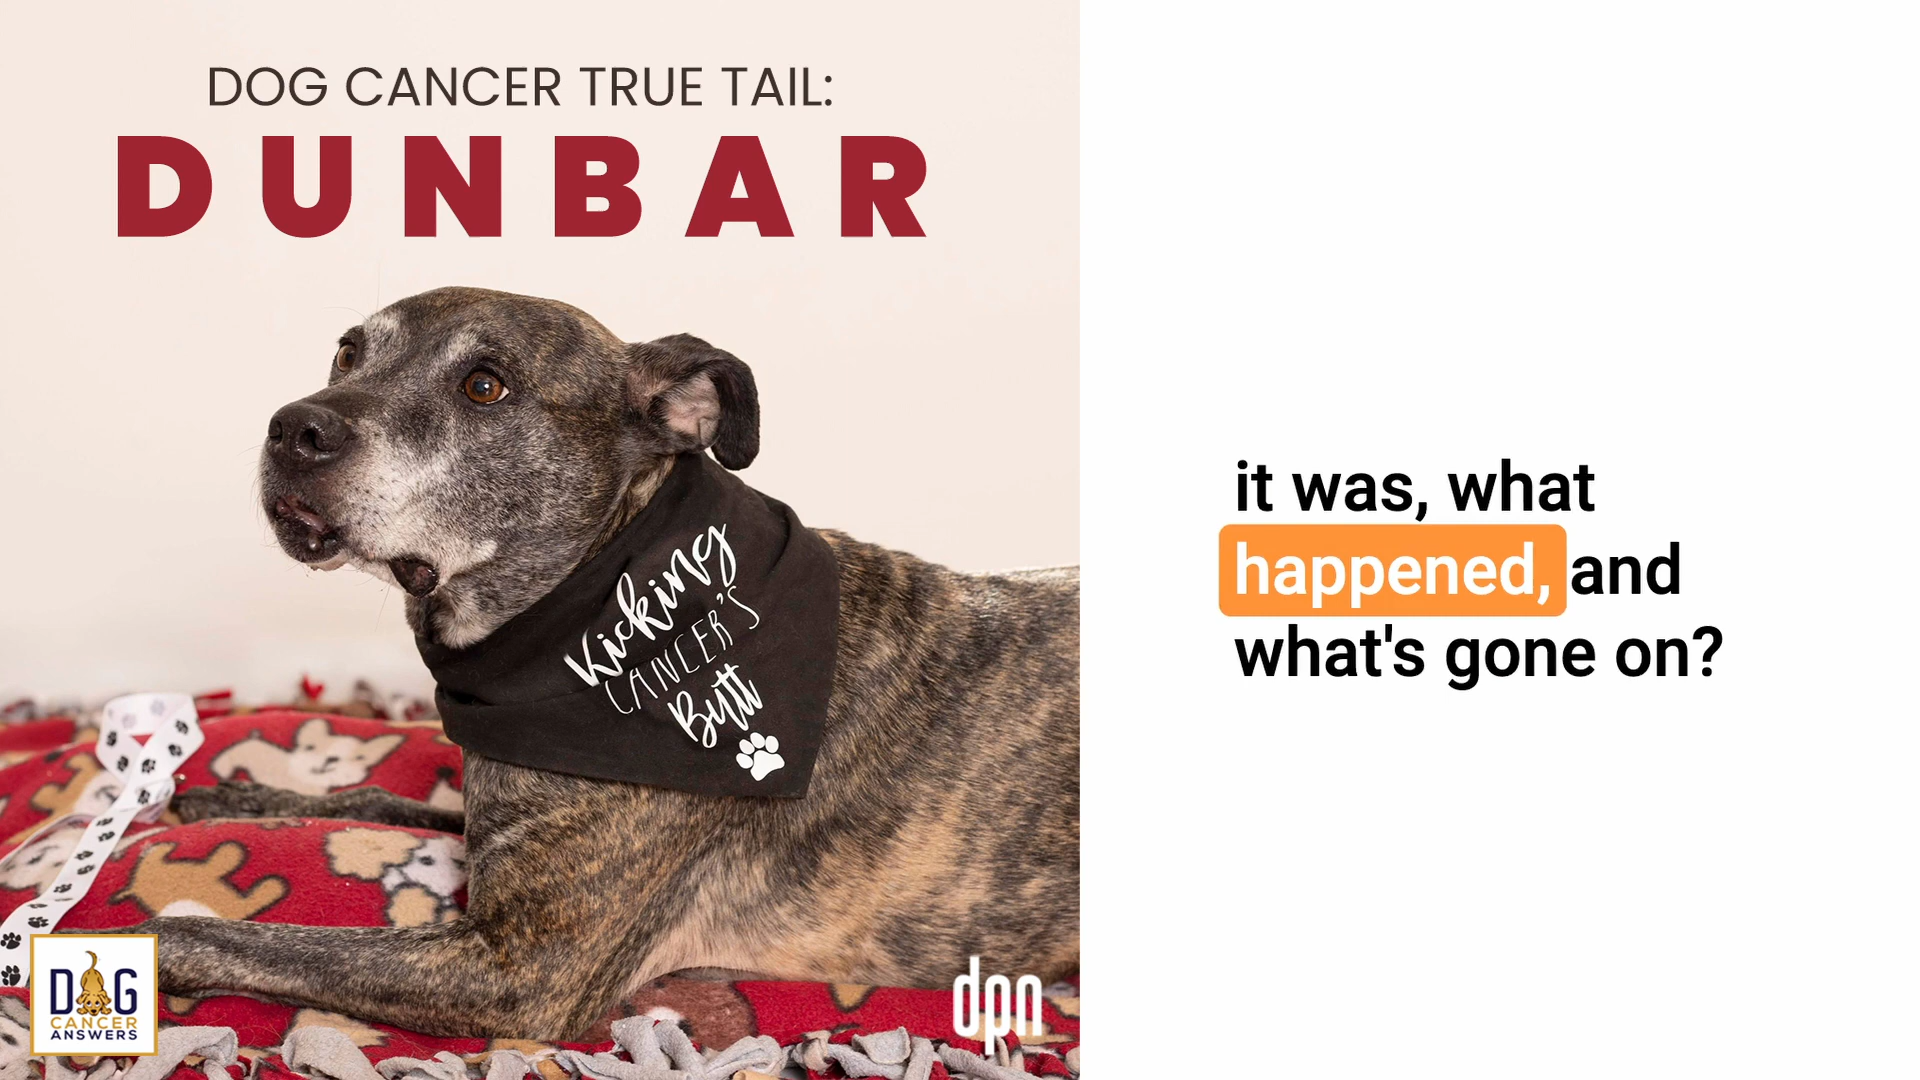 DOG CANCER TRUE TAIL:
DUNBAR
Kicking
CANCER'S
Butt
DOG
CANCER
ANSWERS
dpn
it was, what
happened, and
what's gone on?